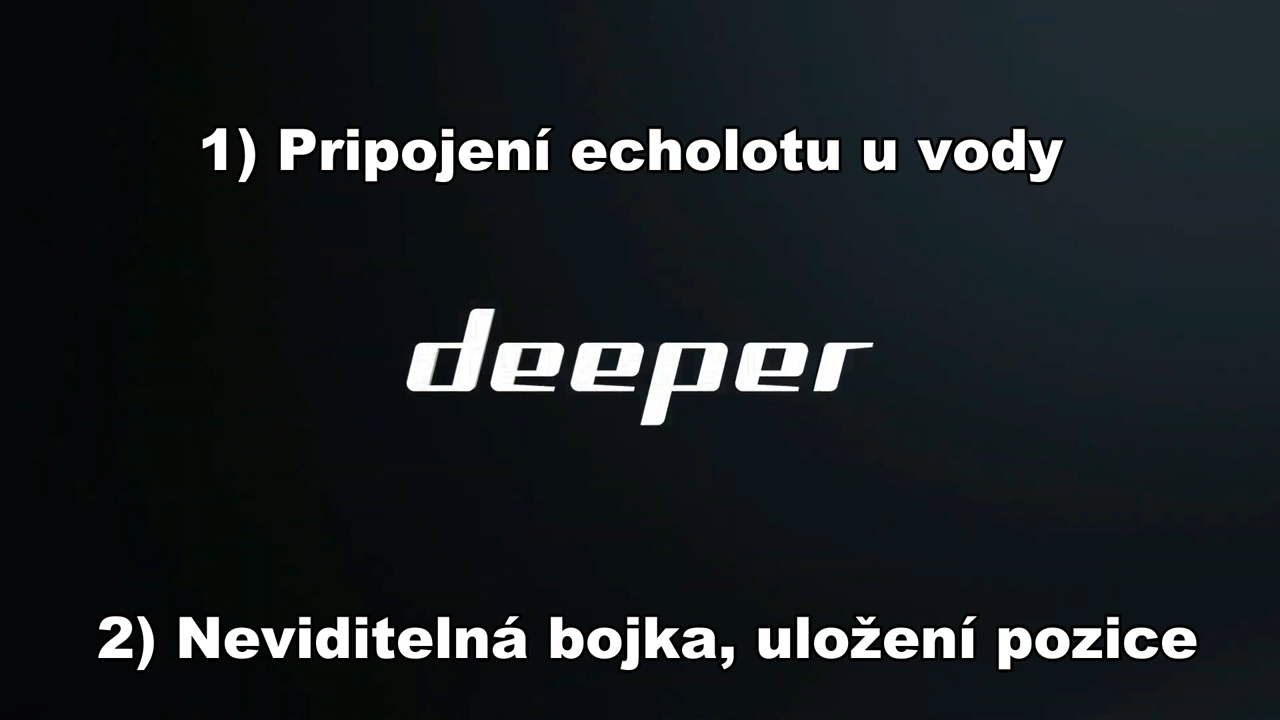 1) Pripojení echolotu u vody
deeper
2) Neviditelná bojka, uložení pozice